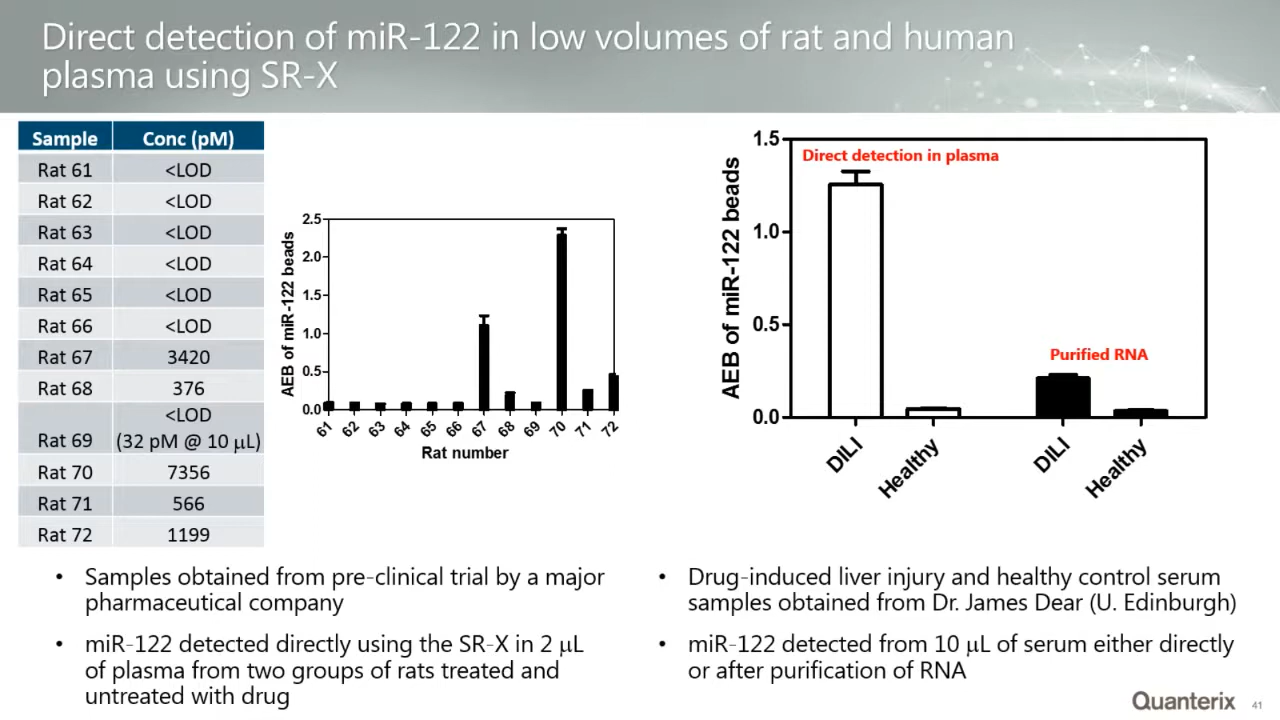 Direct detection of miR-122 in low volumes of rat and human
plasma using SR-X
Sample Conc (pM)
Rat 61 <LOD
Rat 62 <LOD
Rat 63 <LOD
Rat 64 <LOD
Rat 65 <LOD
Rat 66 <LOD
Rat 67 3420
Rat 68 376
<LOD
Rat 69 (32 pM @ 10 μL)
Rat 70 7356
Rat 71 566
Rat 72 1199
AEB of miR-122 beads
2.5
2.0
1.5
1.0
0.5
0.0
61 62 63 64 65 66 67 68 69 70 71 72
Rat number
AEB of miR-122 beads
1.5
1.0
0.5
0.0
Direct detection in plasma
Purified RNA
DILI Healthy DILI Healthy
• Samples obtained from pre-clinical trial by a major
pharmaceutical company
• miR-122 detected directly using the SR-X in 2 μL
of plasma from two groups of rats treated and
untreated with drug
• Drug-induced liver injury and healthy control serum
samples obtained from Dr. James Dear (U. Edinburgh)
• miR-122 detected from 10 μL of serum either directly
or after purification of RNA
Quanterix 41